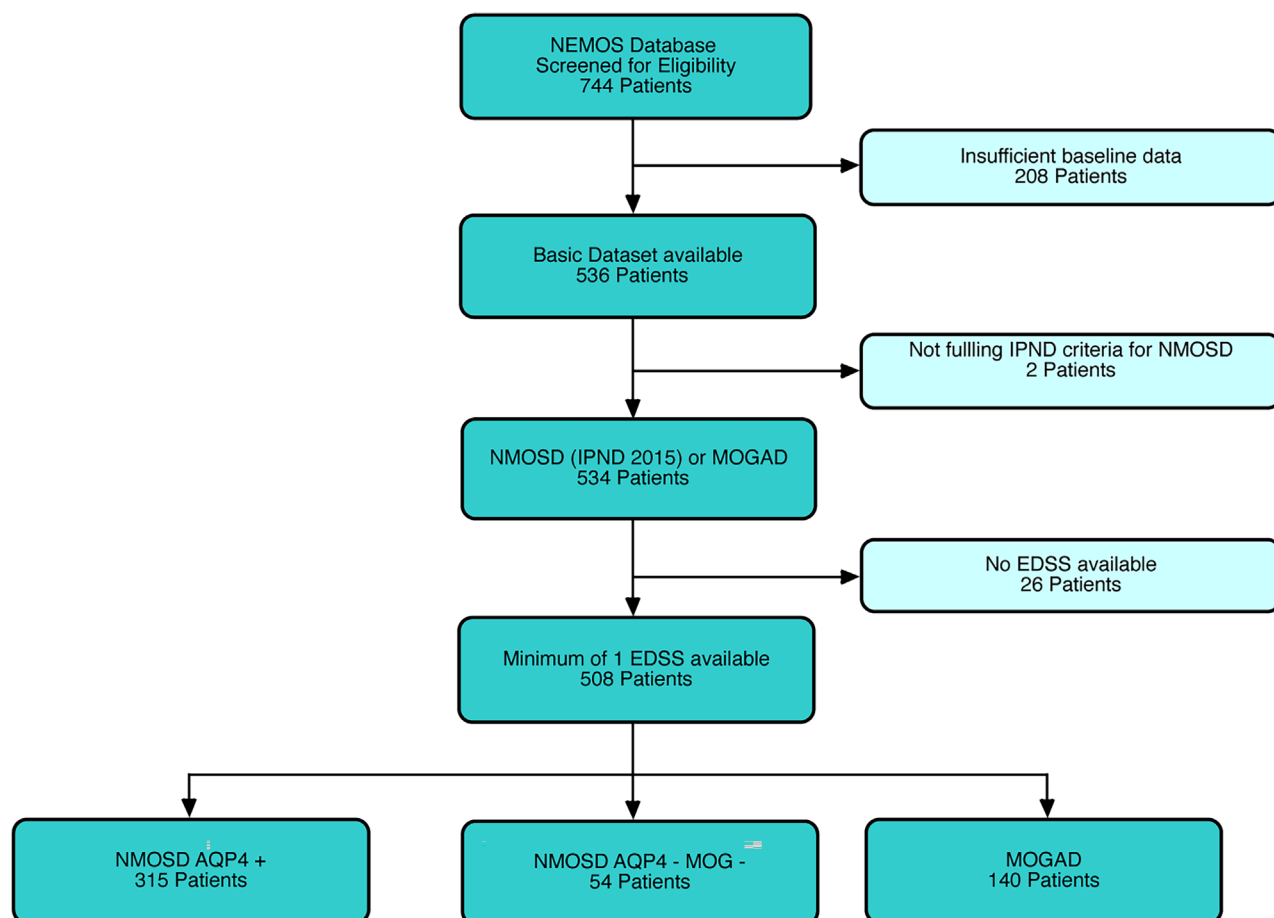 NEMOS Database
Screened for Eligibility
744 Patients
Insufficient baseline data
208 Patients
Basic Dataset available
536 Patients
Not fullling IPND criteria for NMOSD
2 Patients
NMOSD (IPND 2015) or MOGAD
534 Patients
No EDSS available
26 Patients
Minimum of 1 EDSS available
508 Patients
NMOSD AQP4 +
315 Patients
NMOSD AQP4 - MOG -
54 Patients
MOGAD
140 Patients